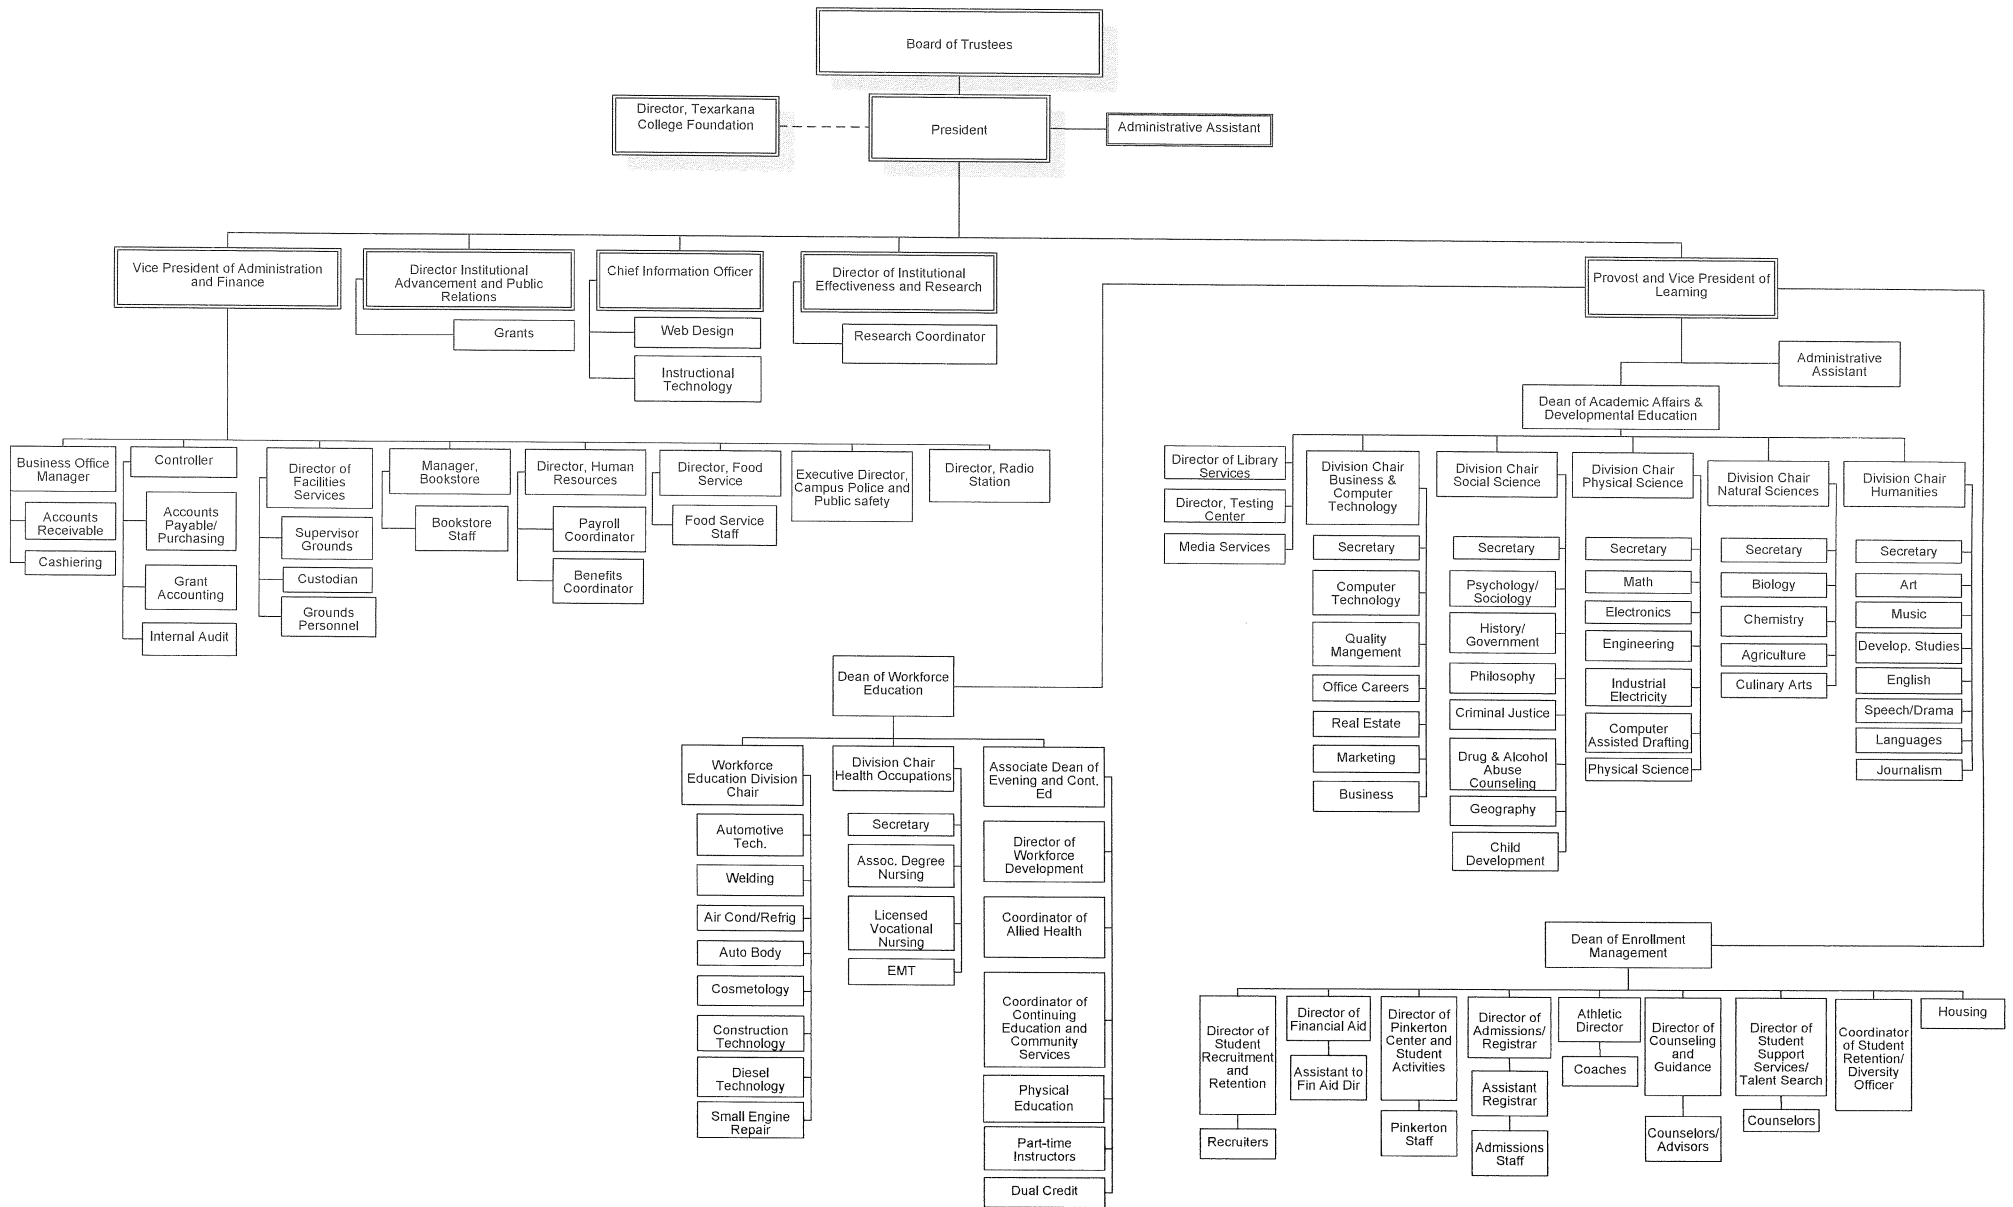 Board of Trustees
Director, Texarkana
College Foundation
President
Administrative Assistant
Vice President of Administration
and Finance
Director Institutional
Advancement and Public
Relations
Grants
Chief Information Officer
Web Design
Instructional
Technology
Director of Institutional
Effectiveness and Research
Research Coordinator
Provost and Vice President of
Learning
Administrative
Assistant
Business Office
Manager
Accounts
Receivable
Cashiering
Controller
Accounts
Payable/
Purchasing
Grant
Accounting
Internal Audit
Director of
Facilities
Services
Supervisor
Grounds
Custodian
Grounds
Personnel
Manager,
Bookstore
Bookstore
Staff
Director, Human
Resources
Payroll
Coordinator
Benefits
Coordinator
Director, Food
Service
Food Service
Staff
Executive Director,
Campus Police and
Public safety
Director, Radio
Station
Dean of Academic Affairs &
Developmental Education
Director of Library
Services
Director, Testing
Center
Media Services
Division Chair
Business &
Computer
Technology
Secretary
Computer
Technology
Quality
Mangement
Office Careers
Real Estate
Marketing
Business
Division Chair
Social Science
Secretary
Psychology/
Sociology
History/
Government
Philosophy
Criminal Justice
Drug & Alcohol
Abuse
Counseling
Geography
Child
Development
Division Chair
Physical Science
Secretary
Math
Electronics
Engineering
Industrial
Electricity
Computer
Assisted Drafting
Physical Science
Division Chair
Natural Sciences
Secretary
Biology
Chemistry
Agriculture
Culinary Arts
Division Chair
Humanities
Secretary
Art
Music
Develop. Studies
English
Speech/Drama
Languages
Journalism
Dean of Workforce
Education
Workforce
Education Division
Chair
Automotive
Tech.
Welding
Air Cond/Refrig
Auto Body
Cosmetology
Construction
Technology
Diesel
Technology
Small Engine
Repair
Division Chair
Health Occupations
Secretary
Assoc. Degree
Nursing
Licensed
Vocational
Nursing
EMT
Associate Dean of
Evening and Cont.
Ed
Director of
Workforce
Development
Coordinator of
Allied Health
Coordinator of
Continuing
Education and
Community
Services
Physical
Education
Part-time
Instructors
Dual Credit
Dean of Enrollment
Management
Director of
Student
Recruitment
and
Retention
Recruiters
Director of
Financial Aid
Assistant to
Fin Aid Dir
Director of
Pinkerton
Center and
Student
Activities
Pinkerton
Staff
Director of
Admissions/
Registrar
Assistant
Registrar
Admissions
Staff
Athletic
Director
Coaches
Director of
Counseling
and
Guidance
Counselors/
Advisors
Director of
Student
Support
Services/
Talent Search
Counselors
Coordinator
of Student
Retention/
Diversity
Officer
Housing